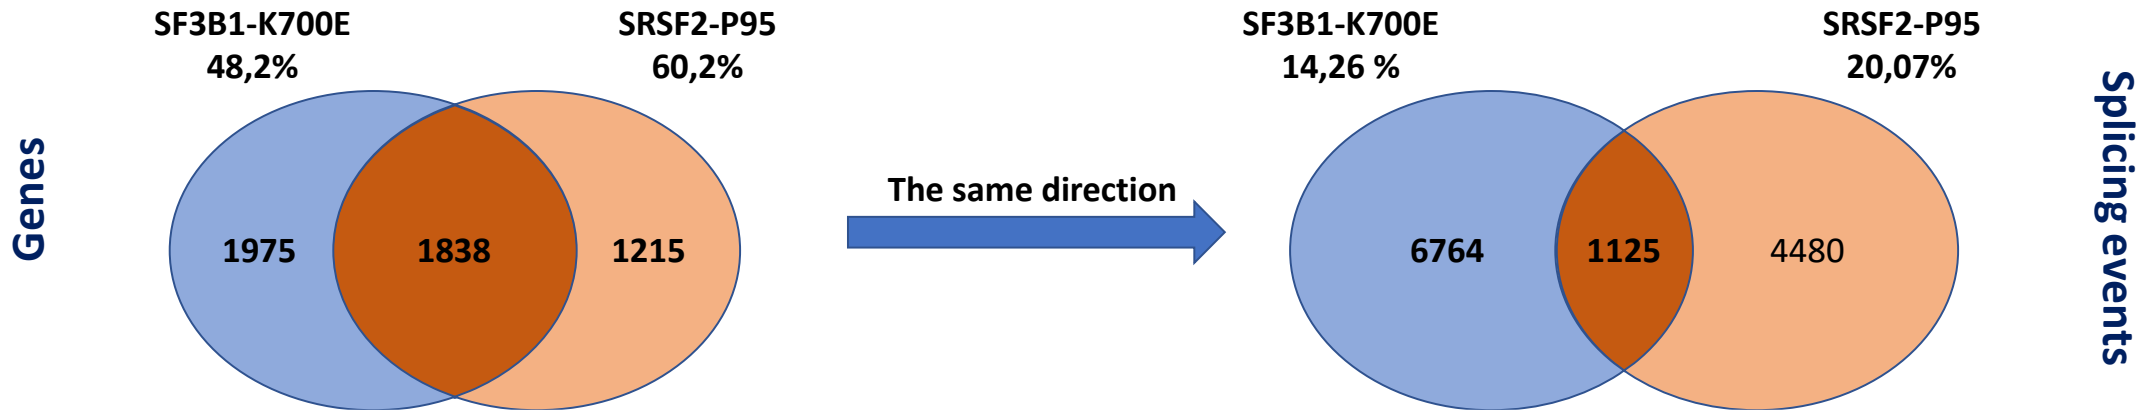 Genes
SF3B1-K700E
48,2%
SRSF2-P95
60,2%
1975
1838
1215
The same direction
SF3B1-K700E
14,26 %
SRSF2-P95
20,07%
6764
1125
4480
Splicing events